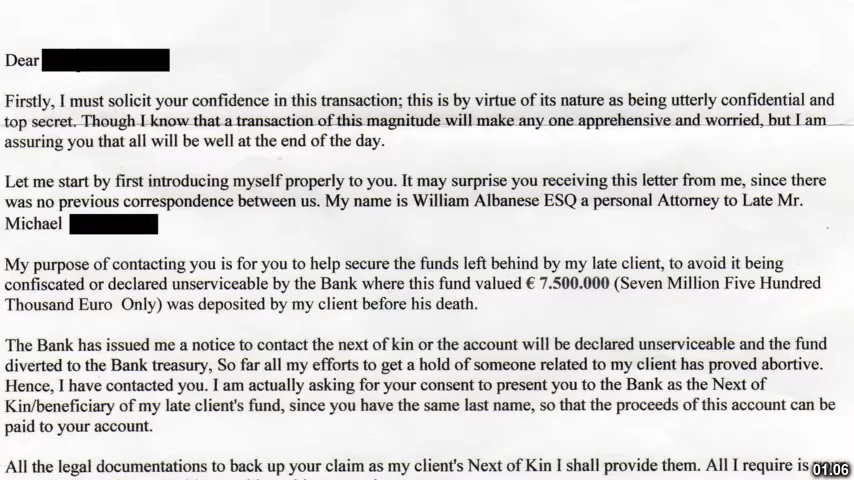 Dear
Firstly, I must solicit your confidence in this transaction; this is by virtue of its nature as being utterly confidential and
top secret. Though I know that a transaction of this magnitude will make any one apprehensive and worried, but I am
assuring you that all will be well at the end of the day.
Let me start by first introducing myself properly to you. It may surprise you receiving this letter from me, since there
was no previous correspondence between us. My name is William Albanese ESQ a personal Attorney to Late Mr.
Michael
My purpose of contacting you is for you to help secure the funds left behind by my late client, to avoid it being
confiscated or declared unserviceable by the Bank where this fund valued € 7.500.000 (Seven Million Five Hundred
Thousand Euro Only) was deposited by my client before his death.
The Bank has issued me a notice to contact the next of kin or the account will be declared unserviceable and the fund
diverted to the Bank treasury, So far all my efforts to get a hold of someone related to my client has proved abortive.
Hence, I have contacted you. I am actually asking for your consent to present you to the Bank as the Next of
Kin/beneficiary of my late client's fund, since you have the same last name, so that the proceeds of this account can be
paid to your account.
All the legal documentations to back up your claim as my client's Next of Kin I shall provide them. All I require is
01.06